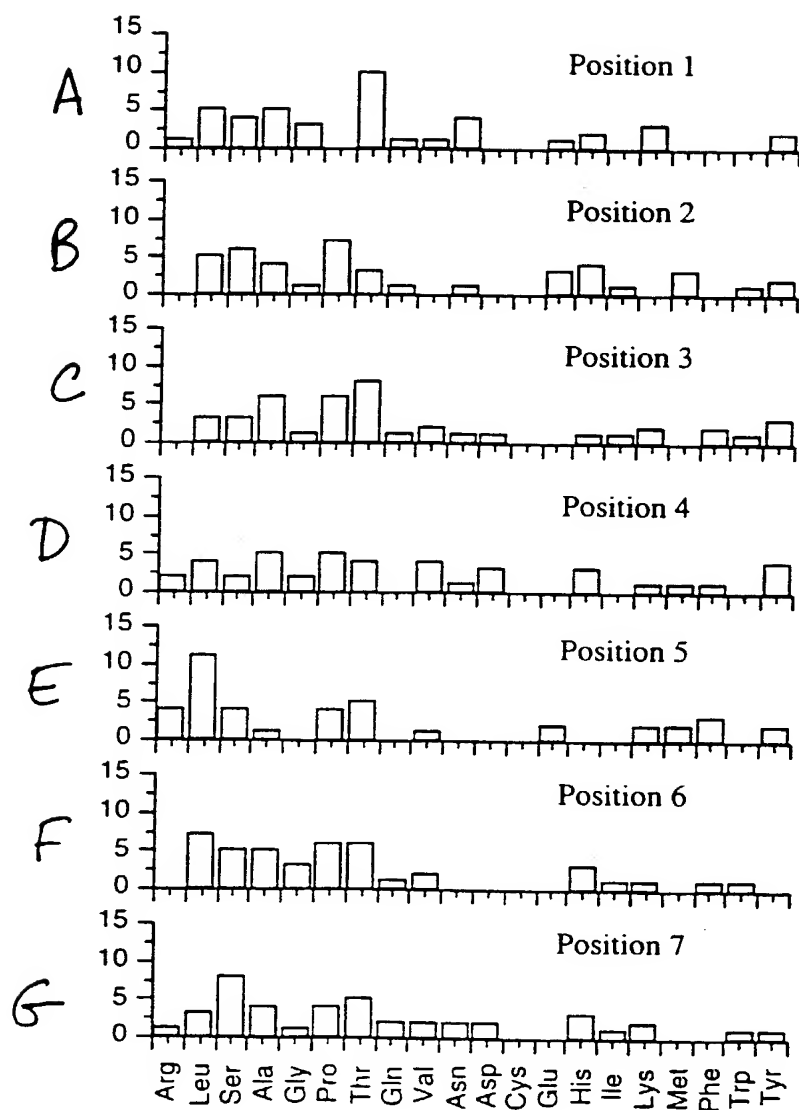 A
15
10
5
0
Position 1
B
15
10
5
0
Position 2
C
15
10
5
0
Position 3
D
15
10
5
0
Position 4
E
15
10
5
0
Position 5
F
15
10
5
0
Position 6
G
15
10
5
0
Position 7
Arg Leu Ser Ala Gly Pro Thr Gln Val Asn Asp Cys Glu His Ile Lys Met Phe Trp Tyr